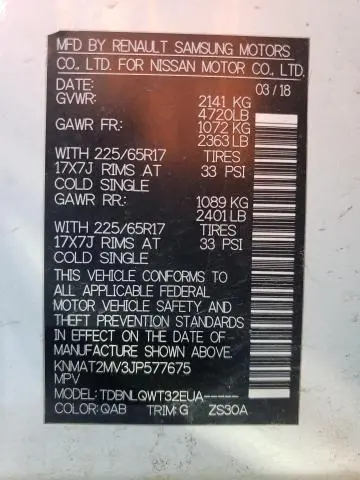 MFD BY RENAULT SAMSUNG MOTORS
CO., LTD. FOR NISSAN MOTOR CO., LTD.
DATE: 03/18
GVWR: 2141 KG
4720LB
GAWR FR.: 1072 KG
2363 LB
WITH 225/65R17 TIRES
17X7J RIMS AT 33 PSI
COLD SINGLE
GAWR RR.: 1089 KG
2401 LB
WITH 225/65R17 TIRES
17X7J RIMS AT 33 PSI
COLD SINGLE
THIS VEHICLE CONFORMS TO
ALL APPLICABLE FEDERAL
MOTOR VEHICLE SAFETY AND
THEFT PREVENTION STANDARDS
IN EFFECT ON THE DATE OF
MANUFACTURE SHOWN ABOVE.
KNMAT2MV3JP577675
MPV
MODEL: TDBNLQWT32EUA-----
COLOR: QAB TRIM: G ZS30A